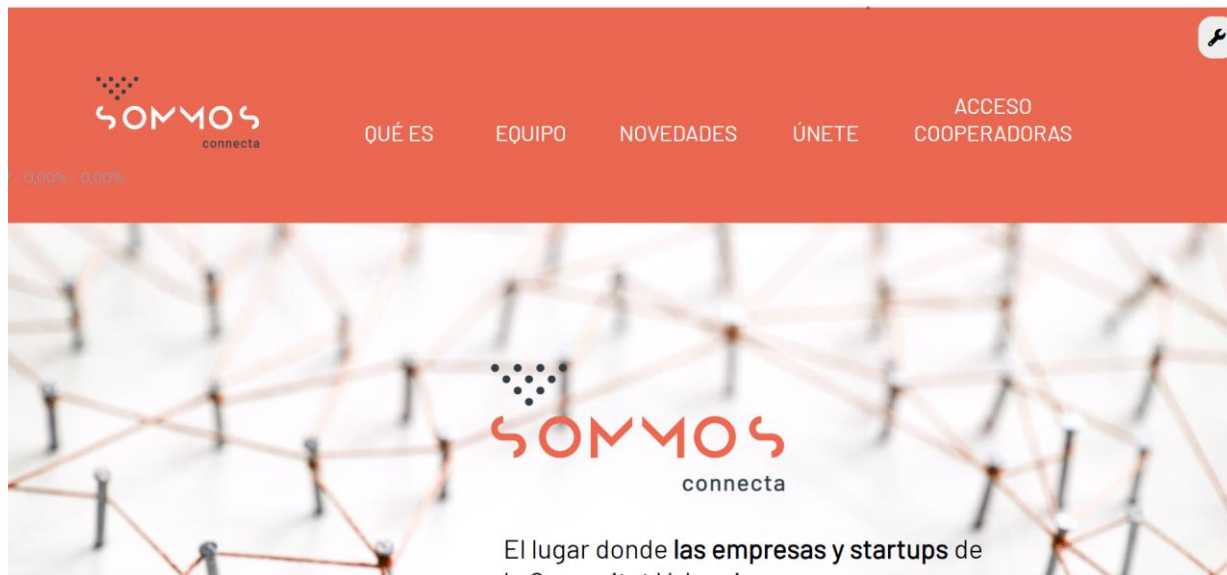 SOMMOS
connecta
QUÉ ES
EQUIPO
NOVEDADES
ÚNETE
ACCESO
COOPERADORAS
- 0,00% - 0,00%
SOMMOS
connecta
El lugar donde las empresas y startups de